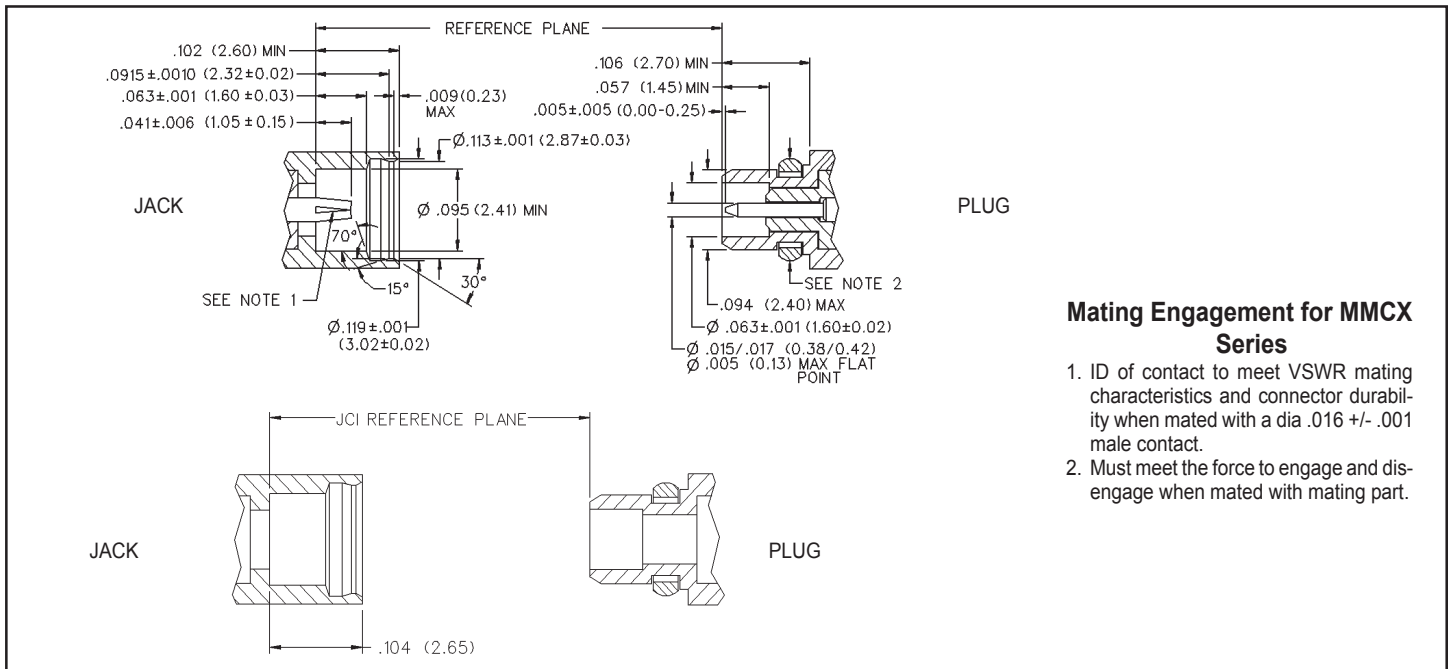 REFERENCE PLANE
.102 (2.60) MIN
.0915±.0010 (2.32±0.02)
.063±.001 (1.60±0.03)
.041±.006 (1.05±0.15)
.009(0.23)
MAX
Ø.113±.001 (2.87±0.03)
Ø .095 (2.41) MIN
70°
15°
30°
JACK
SEE NOTE 1
Ø.119±.001
(3.02±0.02)
.106 (2.70) MIN
.057 (1.45) MIN
.005±.005 (0.00-0.25)
PLUG
SEE NOTE 2
.094 (2.40) MAX
Ø .063±.001 (1.60±0.02)
Ø .015/.017 (0.38/0.42)
Ø .005 (0.13) MAX FLAT
POINT
Mating Engagement for MMCX
Series
1. ID of contact to meet VSWR mating
characteristics and connector durabil-
ity when mated with a dia .016 +/- .001
male contact.
2. Must meet the force to engage and dis-
engage when mated with mating part.
JCI REFERENCE PLANE
JACK
PLUG
.104 (2.65)